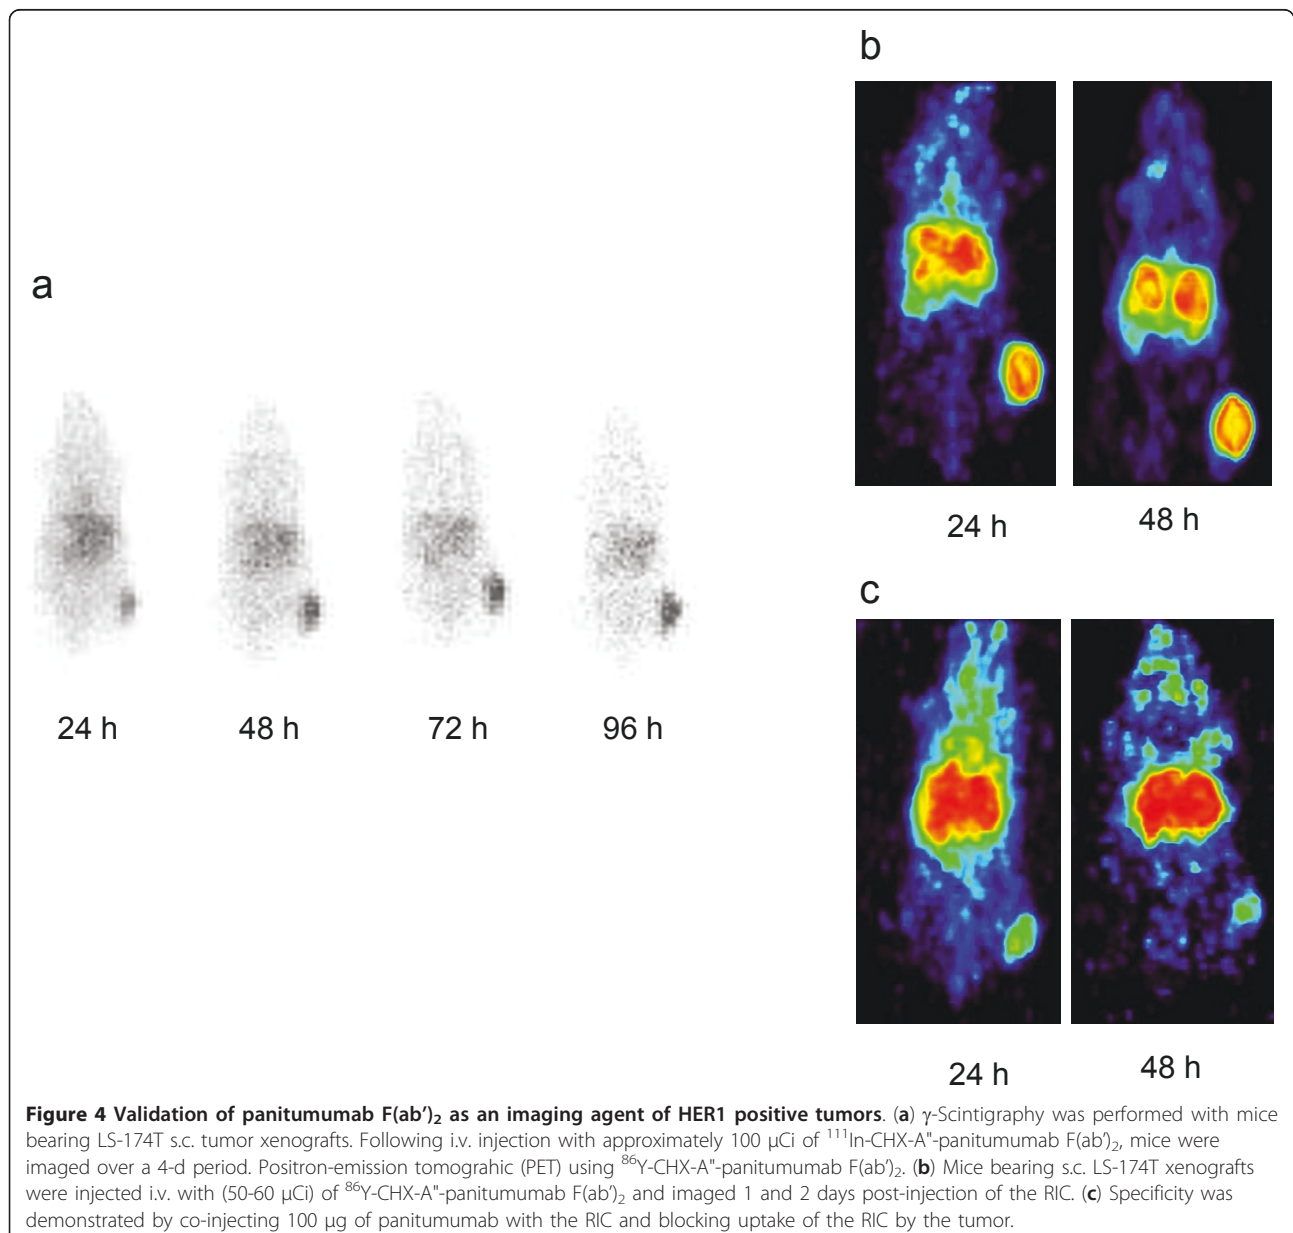 a
24 h 48 h 72 h 96 h
b
24 h 48 h
c
24 h 48 h
Figure 4 Validation of panitumumab F(ab′)₂ as an imaging agent of HER1 positive tumors. (a) γ-Scintigraphy was performed with mice
bearing LS-174T s.c. tumor xenografts. Following i.v. injection with approximately 100 μCi of ¹¹¹In-CHX-A"-panitumumab F(ab′)₂, mice were
imaged over a 4-d period. Positron-emission tomograhic (PET) using ⁸⁶Y-CHX-A"-panitumumab F(ab′)₂. (b) Mice bearing s.c. LS-174T xenografts
were injected i.v. with (50-60 μCi) of ⁸⁶Y-CHX-A"-panitumumab F(ab′)₂ and imaged 1 and 2 days post-injection of the RIC. (c) Specificity was
demonstrated by co-injecting 100 μg of panitumumab with the RIC and blocking uptake of the RIC by the tumor.